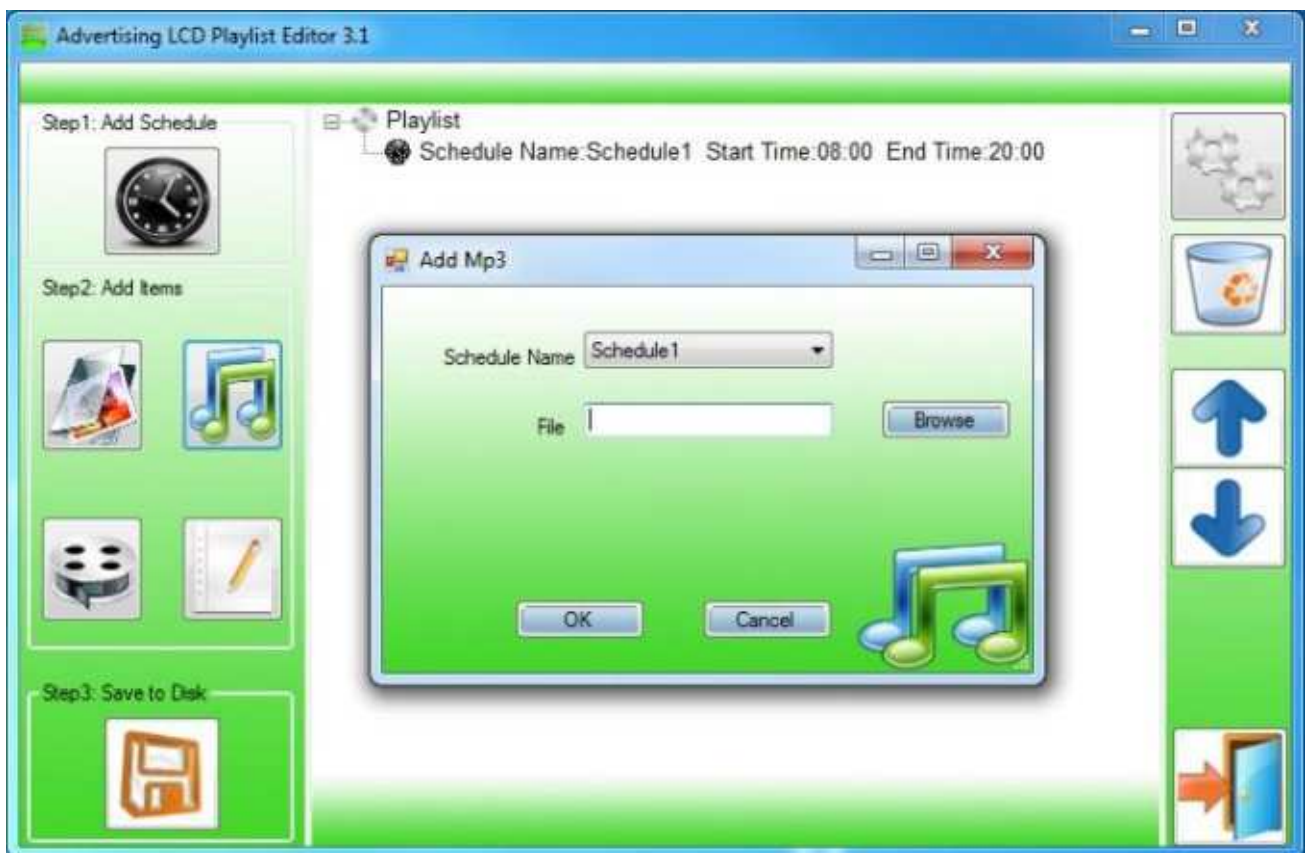 Advertising LCD Playlist Editor 3.1
Step1: Add Schedule
Playlist
Schedule Name:Schedule1 Start Time:08:00 End Time:20:00
Add Mp3
Step2: Add Items
Schedule Name Schedule1
File Browse
OK Cancel
Step3: Save to Disk